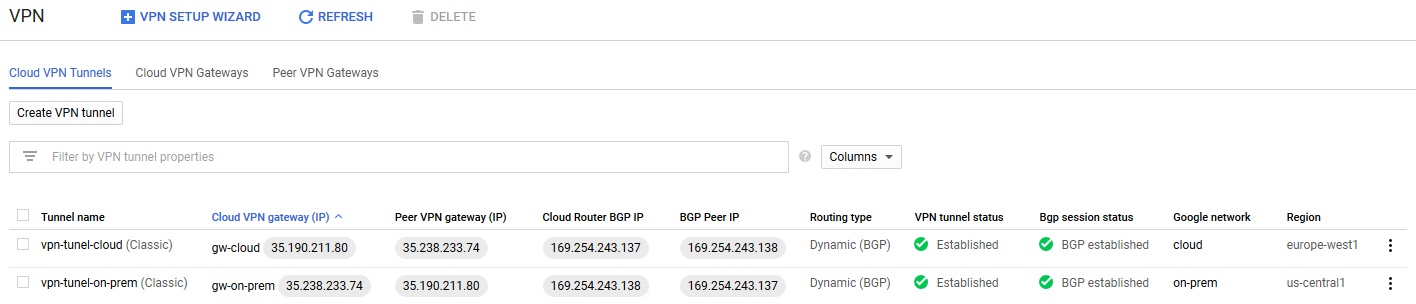 VPN VPN SETUP WIZARD REFRESH DELETE
Cloud VPN Tunnels Cloud VPN Gateways Peer VPN Gateways
Create VPN tunnel
Filter by VPN tunnel properties ? Columns
Tunnel name Cloud VPN gateway (IP) Peer VPN gateway (IP) Cloud Router BGP IP BGP Peer IP Routing type VPN tunnel status Bgp session status Google network Region
vpn-tunel-cloud (Classic) gw-cloud 35.190.211.80 35.238.233.74 169.254.243.137 169.254.243.138 Dynamic (BGP) Established BGP established cloud europe-west1
vpn-tunel-on-prem (Classic) gw-on-prem 35.238.233.74 35.190.211.80 169.254.243.138 169.254.243.137 Dynamic (BGP) Established BGP established on-prem us-central1